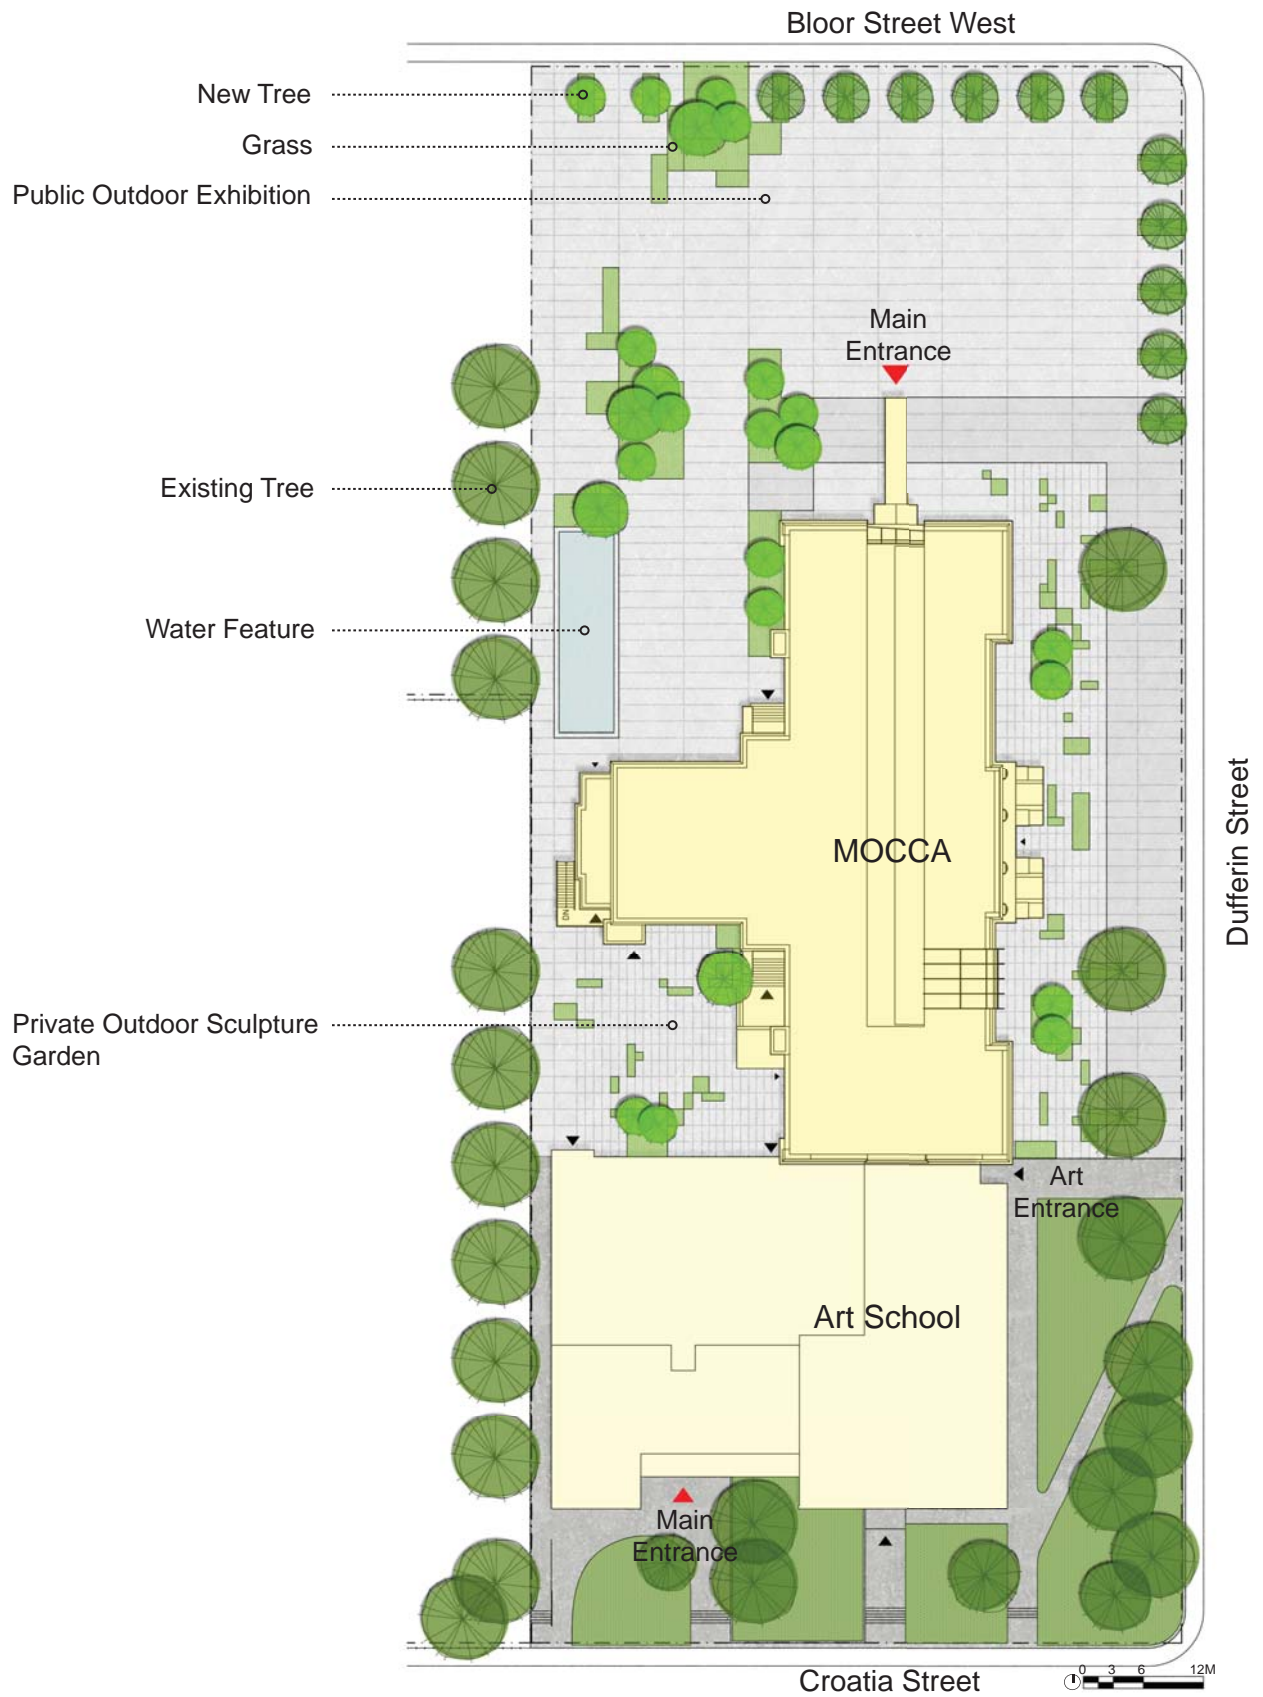 Bloor Street West
New Tree
Grass
Public Outdoor Exhibition
Main
Entrance
Existing Tree
Water Feature
MOCCA
Dufferin Street
DN
Private Outdoor Sculpture
Garden
Art
Entrance
Art School
Main
Entrance
Croatia Street
0 3 6 12M